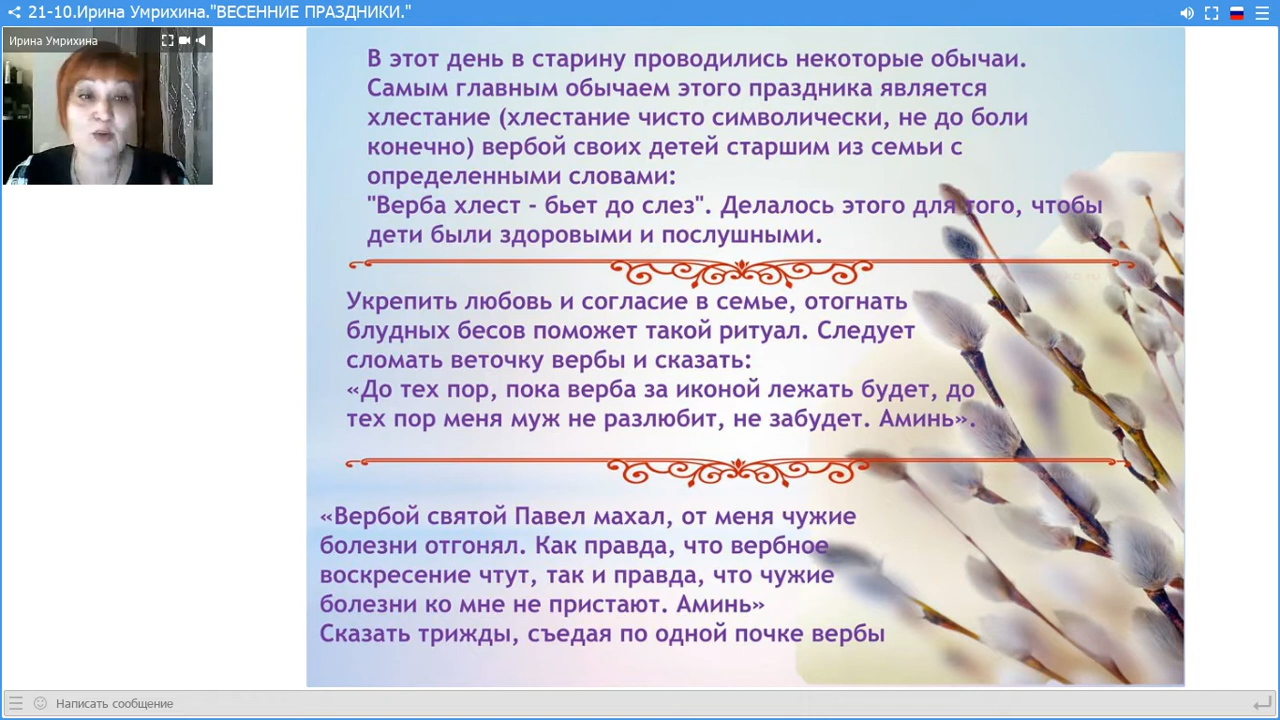 21-10.Ирина Умрихина."ВЕСЕННИЕ ПРАЗДНИКИ."
Ирина Умрихина
В этот день в старину проводились некоторые обычаи.
Самым главным обычаем этого праздника является
хлестание (хлестание чисто символически, не до боли
конечно) вербой своих детей старшим из семьи с
определенными словами:
"Верба хлест - бьет до слез". Делалось этого для того, чтобы
дети были здоровыми и послушными.
Укрепить любовь и согласие в семье, отогнать
блудных бесов поможет такой ритуал. Следует
сломать веточку вербы и сказать:
«До тех пор, пока верба за иконой лежать будет, до
тех пор меня муж не разлюбит, не забудет. Аминь».
«Вербой святой Павел махал, от меня чужие
болезни отгонял. Как правда, что вербное
воскресение чтут, так и правда, что чужие
болезни ко мне не пристают. Аминь»
Сказать трижды, съедая по одной почке вербы
Написать сообщение